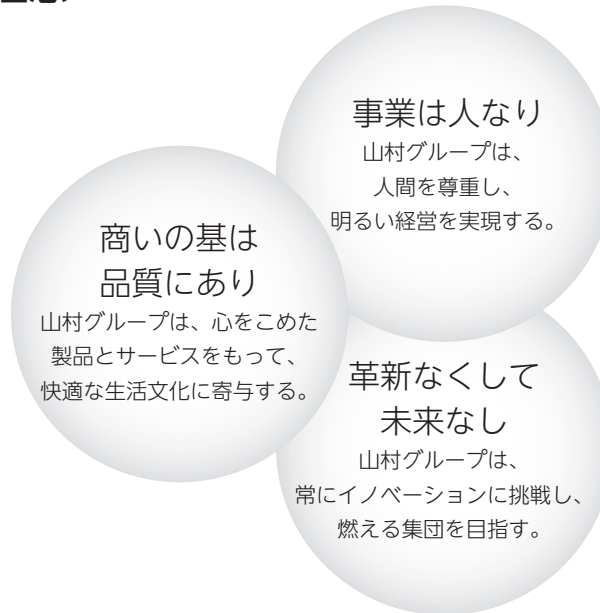 事業は人なり
山村グループは、
人間を尊重し、
明るい経営を実現する。
商いの基は
品質にあり
山村グループは、心をこめた
製品とサービスをもって、
快適な生活文化に寄与する。
革新なくして
未来なし
山村グループは、
常にイノベーションに挑戦し、
燃える集団を目指す。